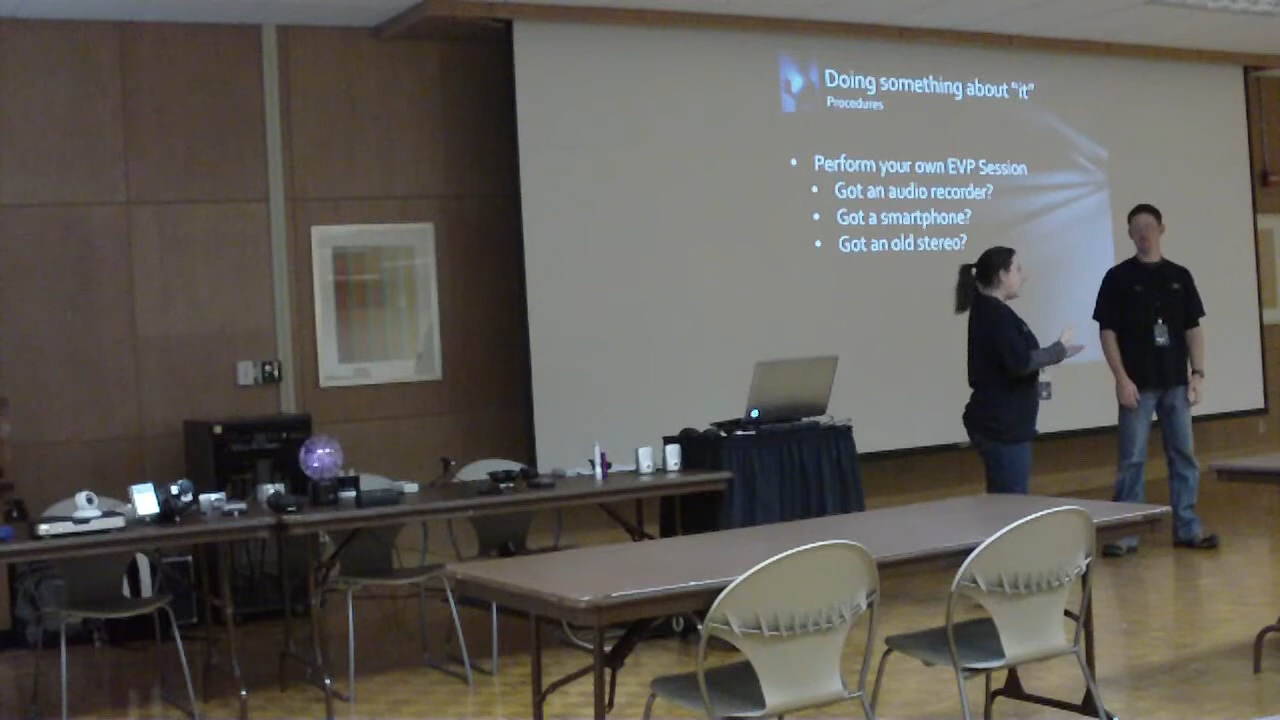 Doing something about "it"
Procedures
• Perform your own EVP Session
• Got an audio recorder?
• Got a smartphone?
• Got an old stereo?